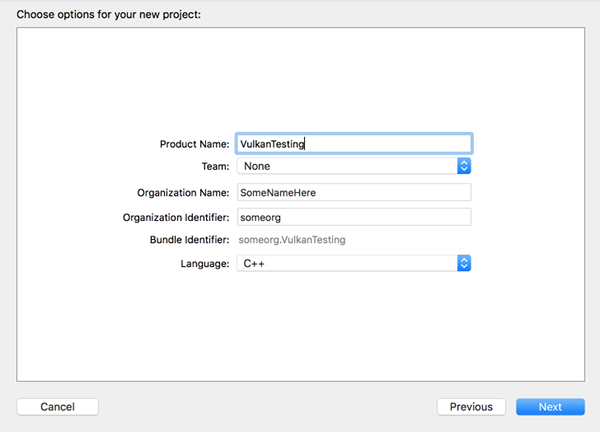 Choose options for your new project:
Product Name: VulkanTesting
Team: None
Organization Name: SomeNameHere
Organization Identifier: someorg
Bundle Identifier: someorg.VulkanTesting
Language: C++
Cancel Previous Next